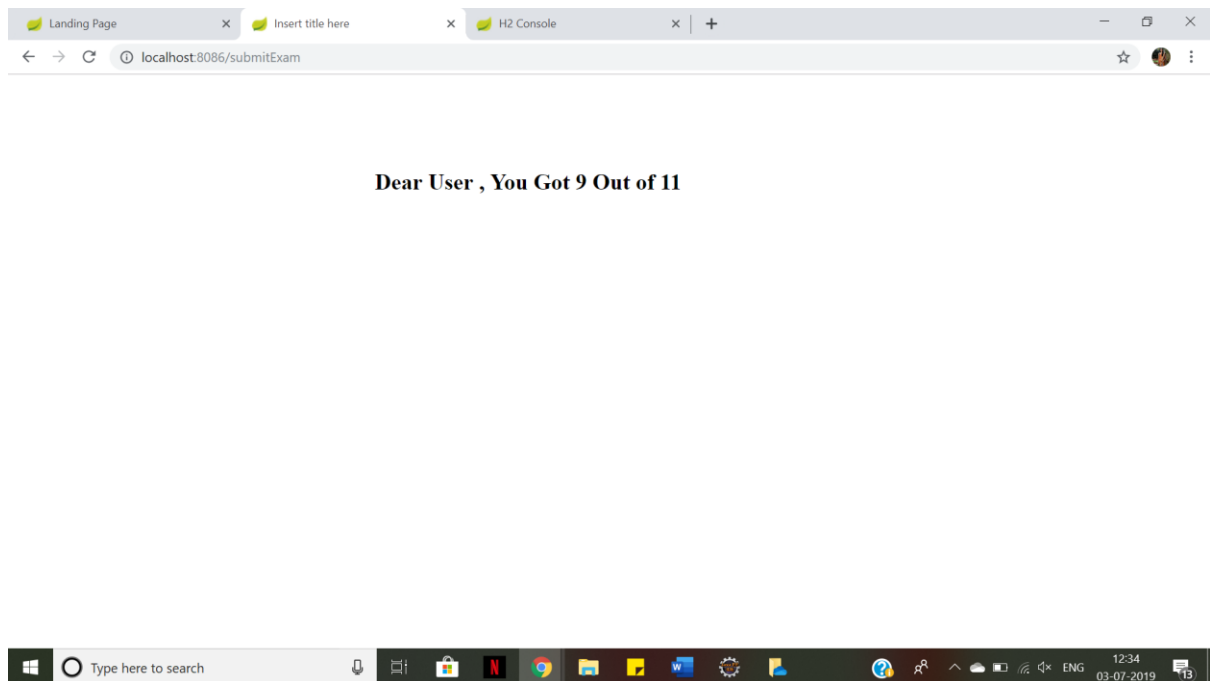 Landing Page
Insert title here
H2 Console
localhost:8086/submitExam
Dear User , You Got 9 Out of 11
Type here to search
ENG
12:34
03-07-2019
13